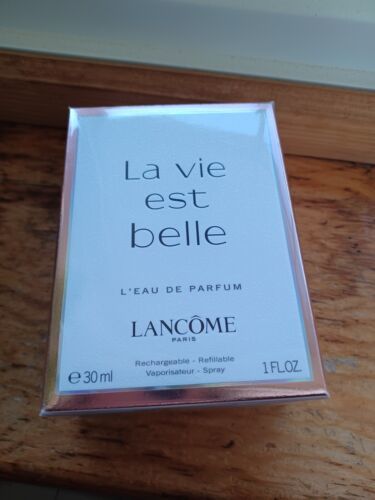 La vie
est
belle
L'EAU DE PARFUM
LANCÔME
PARIS
Rechargeable - Refillable
Vaporisateur - Spray
℮ 30 ml 1 FL.OZ.